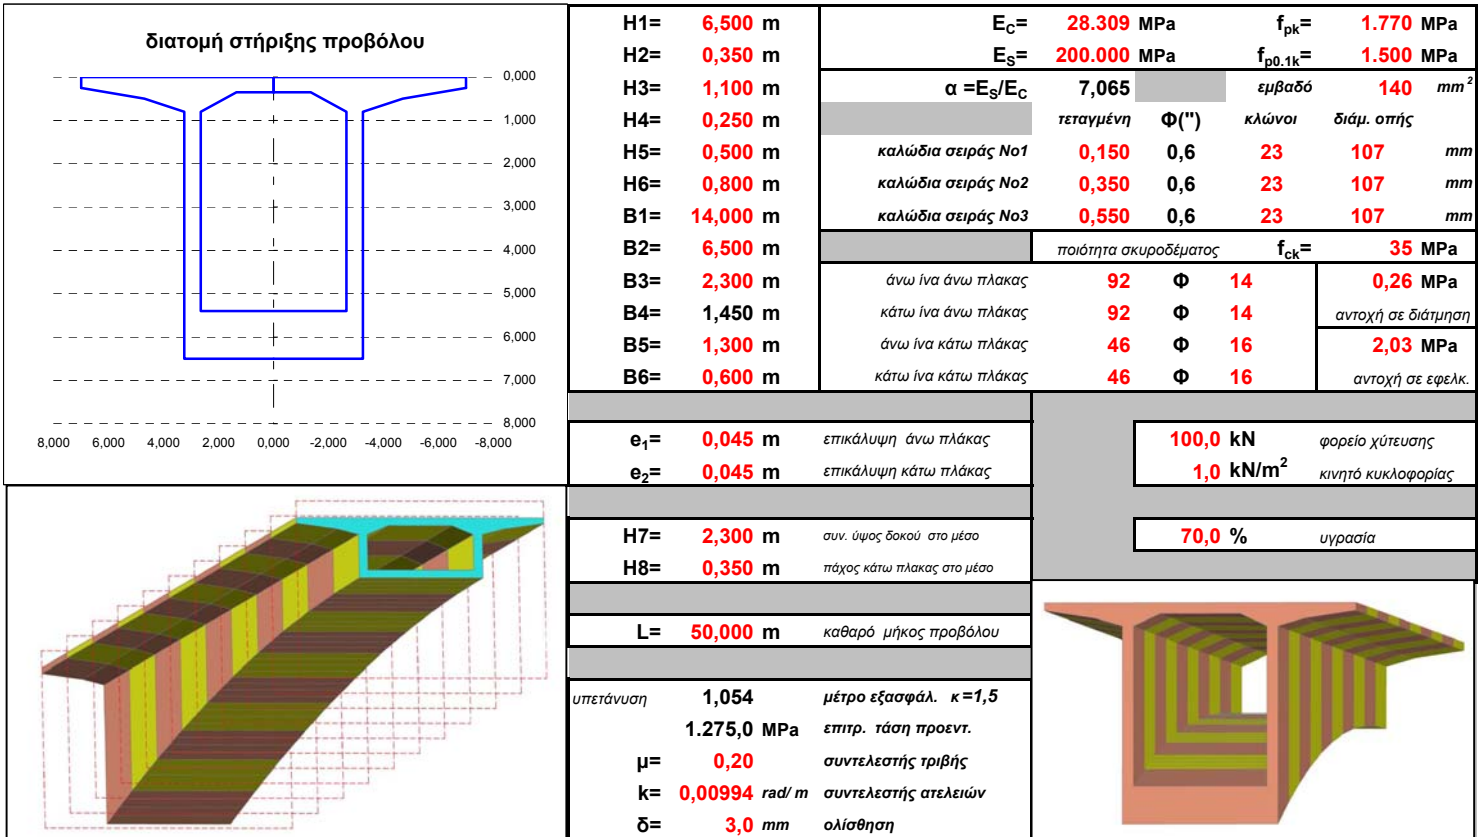 διατομή στήριξης προβόλου
0,000
1,000
2,000
3,000
4,000
5,000
6,000
7,000
8,000
8,000 6,000 4,000 2,000 0,000 -2,000 -4,000 -6,000 -8,000
H1= 6,500 m E_C= 28.309 MPa f_pk= 1.770 MPa
H2= 0,350 m E_S= 200.000 MPa f_p0.1k= 1.500 MPa
H3= 1,100 m α =E_S/E_C 7,065 εμβαδό 140 mm²
H4= 0,250 m τεταγμένη Φ(") κλώνοι διάμ. οπής
H5= 0,500 m καλώδια σειράς Νο1 0,150 0,6 23 107 mm
H6= 0,800 m καλώδια σειράς Νο2 0,350 0,6 23 107 mm
B1= 14,000 m καλώδια σειράς Νο3 0,550 0,6 23 107 mm
B2= 6,500 m ποιότητα σκυροδέματος f_ck= 35 MPa
B3= 2,300 m άνω ίνα άνω πλακας 92 Φ 14 0,26 MPa
B4= 1,450 m κάτω ίνα άνω πλάκας 92 Φ 14 αντοχή σε διάτμηση
B5= 1,300 m άνω ίνα κάτω πλάκας 46 Φ 16 2,03 MPa
B6= 0,600 m κάτω ίνα κάτω πλάκας 46 Φ 16 αντοχή σε εφελκ.
e₁= 0,045 m επικάλυψη άνω πλάκας 100,0 kN φορείο χύτευσης
e₂= 0,045 m επικάλυψη κάτω πλάκας 1,0 kN/m² κινητό κυκλοφορίας
H7= 2,300 m συν. ύψος δοκού στο μέσο 70,0 % υγρασία
H8= 0,350 m πάχος κάτω πλακας στο μέσο
L= 50,000 m καθαρό μήκος προβόλου
υπετάνυση 1,054 μέτρο εξασφάλ. κ=1,5
1.275,0 MPa επιτρ. τάση προεντ.
μ= 0,20 συντελεστής τριβής
k= 0,00994 rad/ m συντελεστής ατελειών
δ= 3,0 mm ολίσθηση